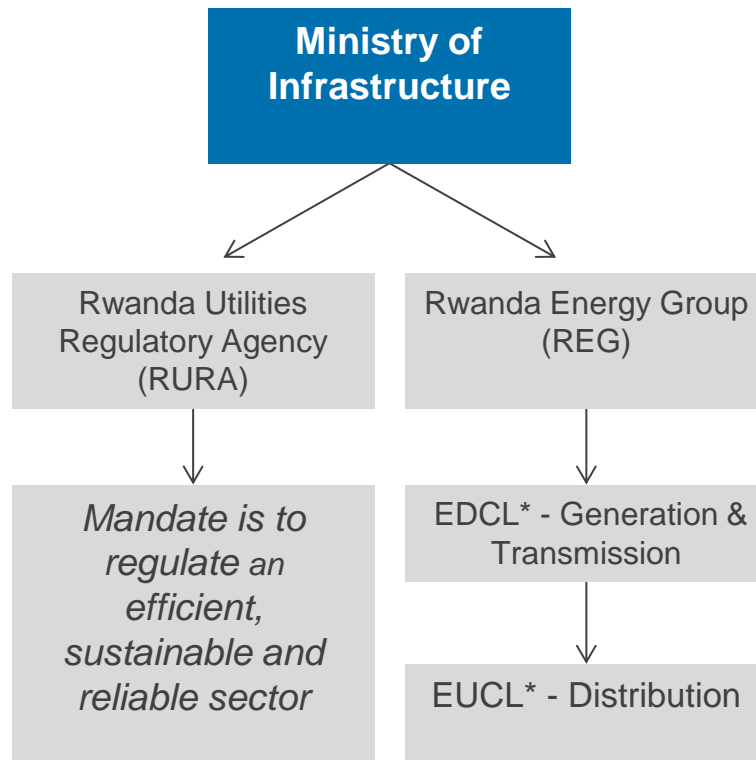 Ministry of
Infrastructure
Rwanda Utilities
Regulatory Agency
(RURA)
Rwanda Energy Group
(REG)
Mandate is to
regulate an
efficient,
sustainable and
reliable sector
EDCL* - Generation &
Transmission
EUCL* - Distribution